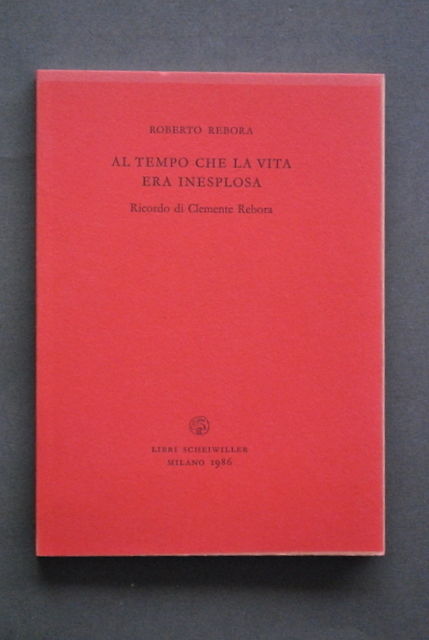 ROBERTO REBORA
AL TEMPO CHE LA VITA
ERA INESPLOSA
Ricordo di Clemente Rebora
LIBRI SCHEIWILLER
MILANO 1986